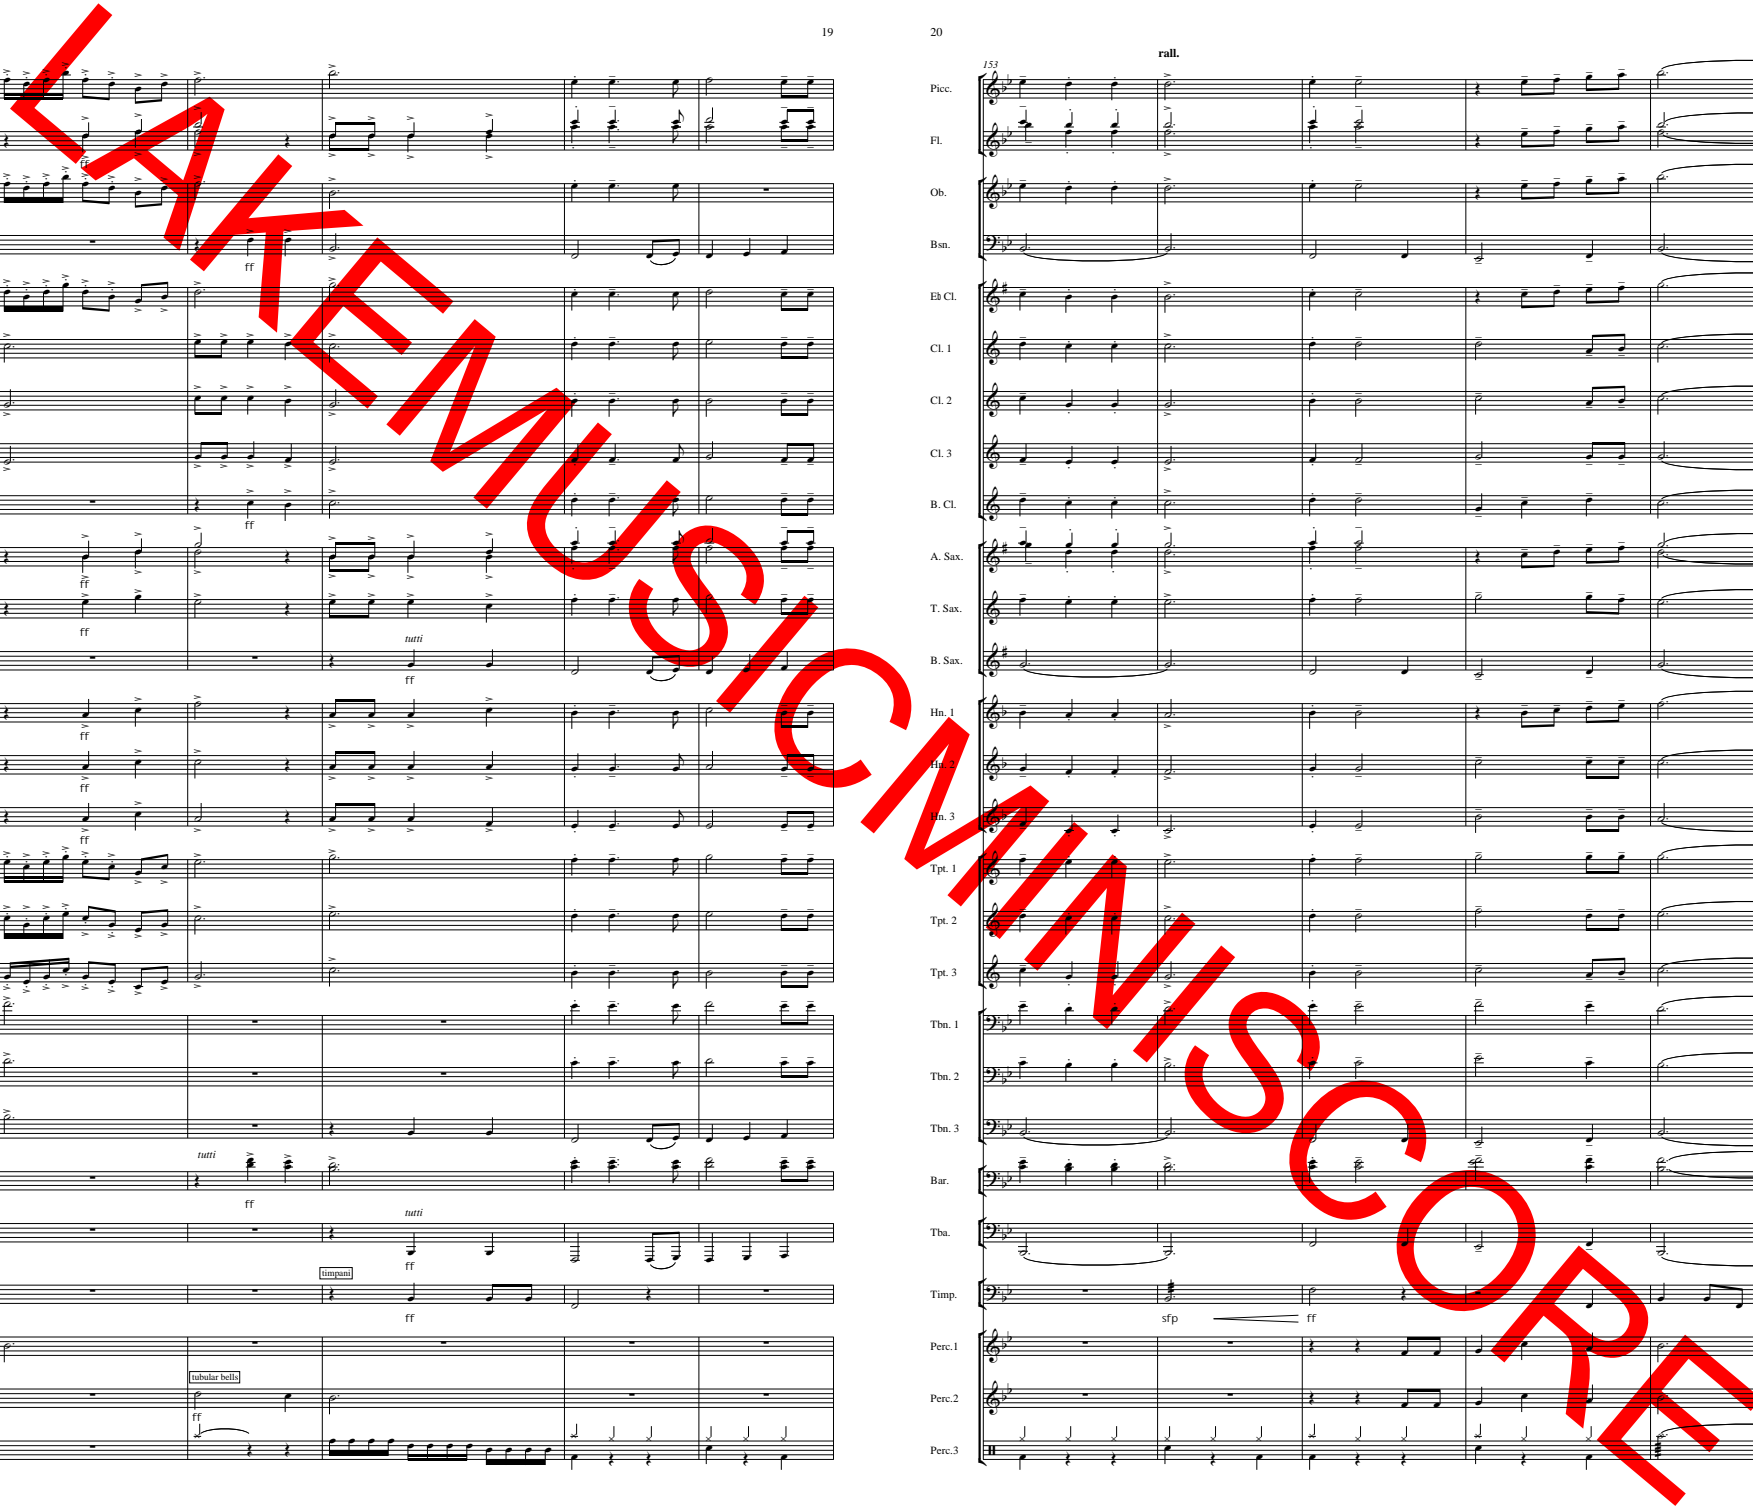 19
20
153
rall.
Picc.
Fl.
Ob.
Bsn.
E♭ Cl.
Cl. 1
Cl. 2
Cl. 3
B. Cl.
A. Sax.
T. Sax.
B. Sax.
Hn. 1
Hn. 2
Hn. 3
Tpt. 1
Tpt. 2
Tpt. 3
Tbn. 1
Tbn. 2
Tbn. 3
Bar.
Tba.
Timp.
Perc.1
Perc.2
Perc.3
ff
ff
ff
ff
ff
tutti
ff
ff
ff
ff
tutti
ff
tutti
ff
timpani
ff
tubular bells
ff
sfp ff
LAKEMUSICMINISCORE